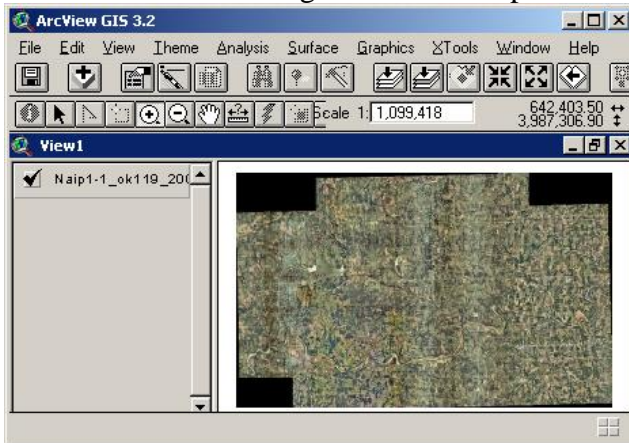 ArcView GIS 3.2
File Edit View Theme Analysis Surface Graphics XTools Window Help
Scale 1: 1,099,418 642,403.50
3,987,306.90
View1
Naip1-1_ok119_200